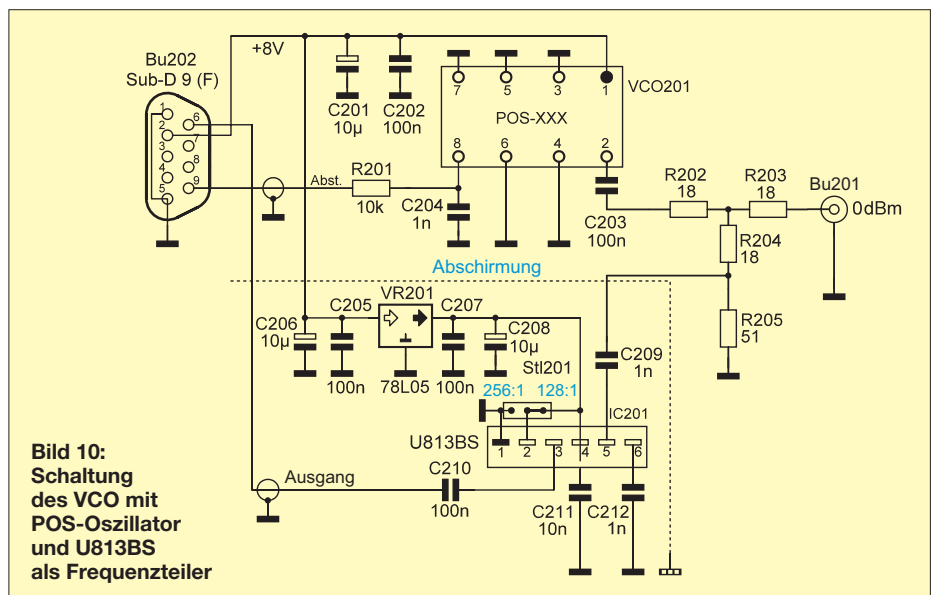 +8V
Bu202
Sub-D 9 (F)
1
2
3
4
5
6
7
8
9
C201
10µ
C202
100n
7
5
3
1
VCO201
POS-XXX
8
6
4
2
Abst.
R201
10k
C204
1n
C203
100n
R202
18
R203
18
Bu201
0dBm
R204
18
R205
51
Abschirmung
C206
10µ
C205
100n
VR201
78L05
C207
100n
C208
10µ
Stl201
256:1
128:1
C209
1n
IC201
U813BS
1
2
3
4
5
6
Ausgang
C210
100n
C211
10n
C212
1n
Bild 10:
Schaltung
des VCO mit
POS-Oszillator
und U813BS
als Frequenzteiler